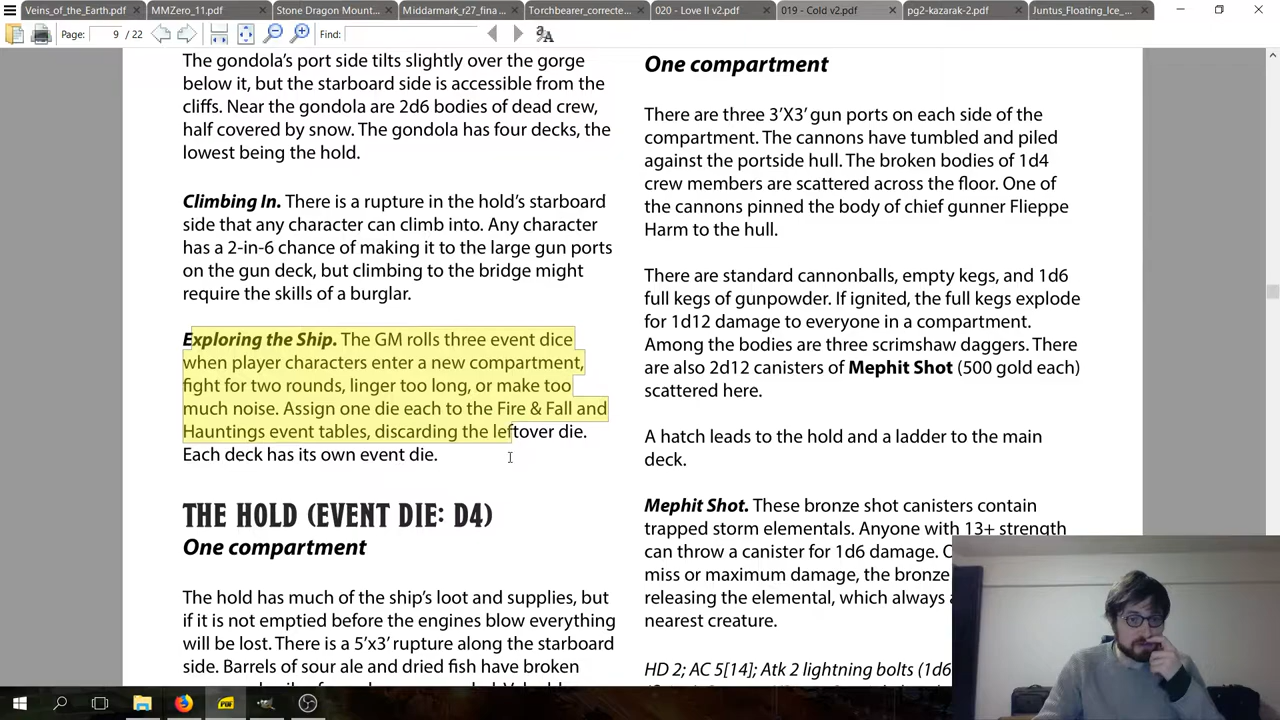 Veins_of_the_Earth.pdf
MMZero_11.pdf
Stone Dragon Mount...
Middarmark_r27_fina...
Torchbearer_correcte...
020 - Love II v2.pdf
019 - Cold v2.pdf
pg2-kazarak-2.pdf
Juntus_Floating_Ice_...
Page: 9 / 22 Find:
The gondola's port side tilts slightly over the gorge
below it, but the starboard side is accessible from the
cliffs. Near the gondola are 2d6 bodies of dead crew,
half covered by snow. The gondola has four decks, the
lowest being the hold.
Climbing In. There is a rupture in the hold's starboard
side that any character can climb into. Any character
has a 2-in-6 chance of making it to the large gun ports
on the gun deck, but climbing to the bridge might
require the skills of a burglar.
Exploring the Ship. The GM rolls three event dice
when player characters enter a new compartment,
fight for two rounds, linger too long, or make too
much noise. Assign one die each to the Fire & Fall and
Hauntings event tables, discarding the leftover die.
Each deck has its own event die.
THE HOLD (EVENT DIE: D4)
One compartment
The hold has much of the ship's loot and supplies, but
if it is not emptied before the engines blow everything
will be lost. There is a 5'x3' rupture along the starboard
side. Barrels of sour ale and dried fish have broken
One compartment
There are three 3'X3' gun ports on each side of the
compartment. The cannons have tumbled and piled
against the portside hull. The broken bodies of 1d4
crew members are scattered across the floor. One of
the cannons pinned the body of chief gunner Flieppe
Harm to the hull.
There are standard cannonballs, empty kegs, and 1d6
full kegs of gunpowder. If ignited, the full kegs explode
for 1d12 damage to everyone in a compartment.
Among the bodies are three scrimshaw daggers. There
are also 2d12 canisters of Mephit Shot (500 gold each)
scattered here.
A hatch leads to the hold and a ladder to the main
deck.
Mephit Shot. These bronze shot canisters contain
trapped storm elementals. Anyone with 13+ strength
can throw a canister for 1d6 damage.
miss or maximum damage, the bronze
releasing the elemental, which always
nearest creature.
HD 2; AC 5[14]; Atk 2 lightning bolts (1d6